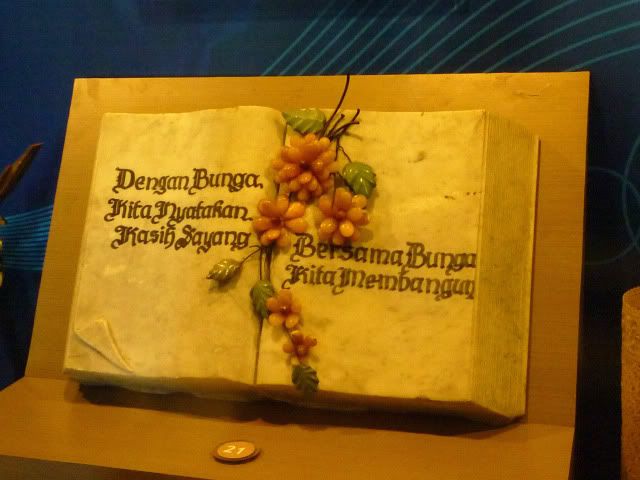 Dengan Bunga,
Kita Nyatakan
Kasih Sayang
Bersama Bunga
Kita Membangun
21